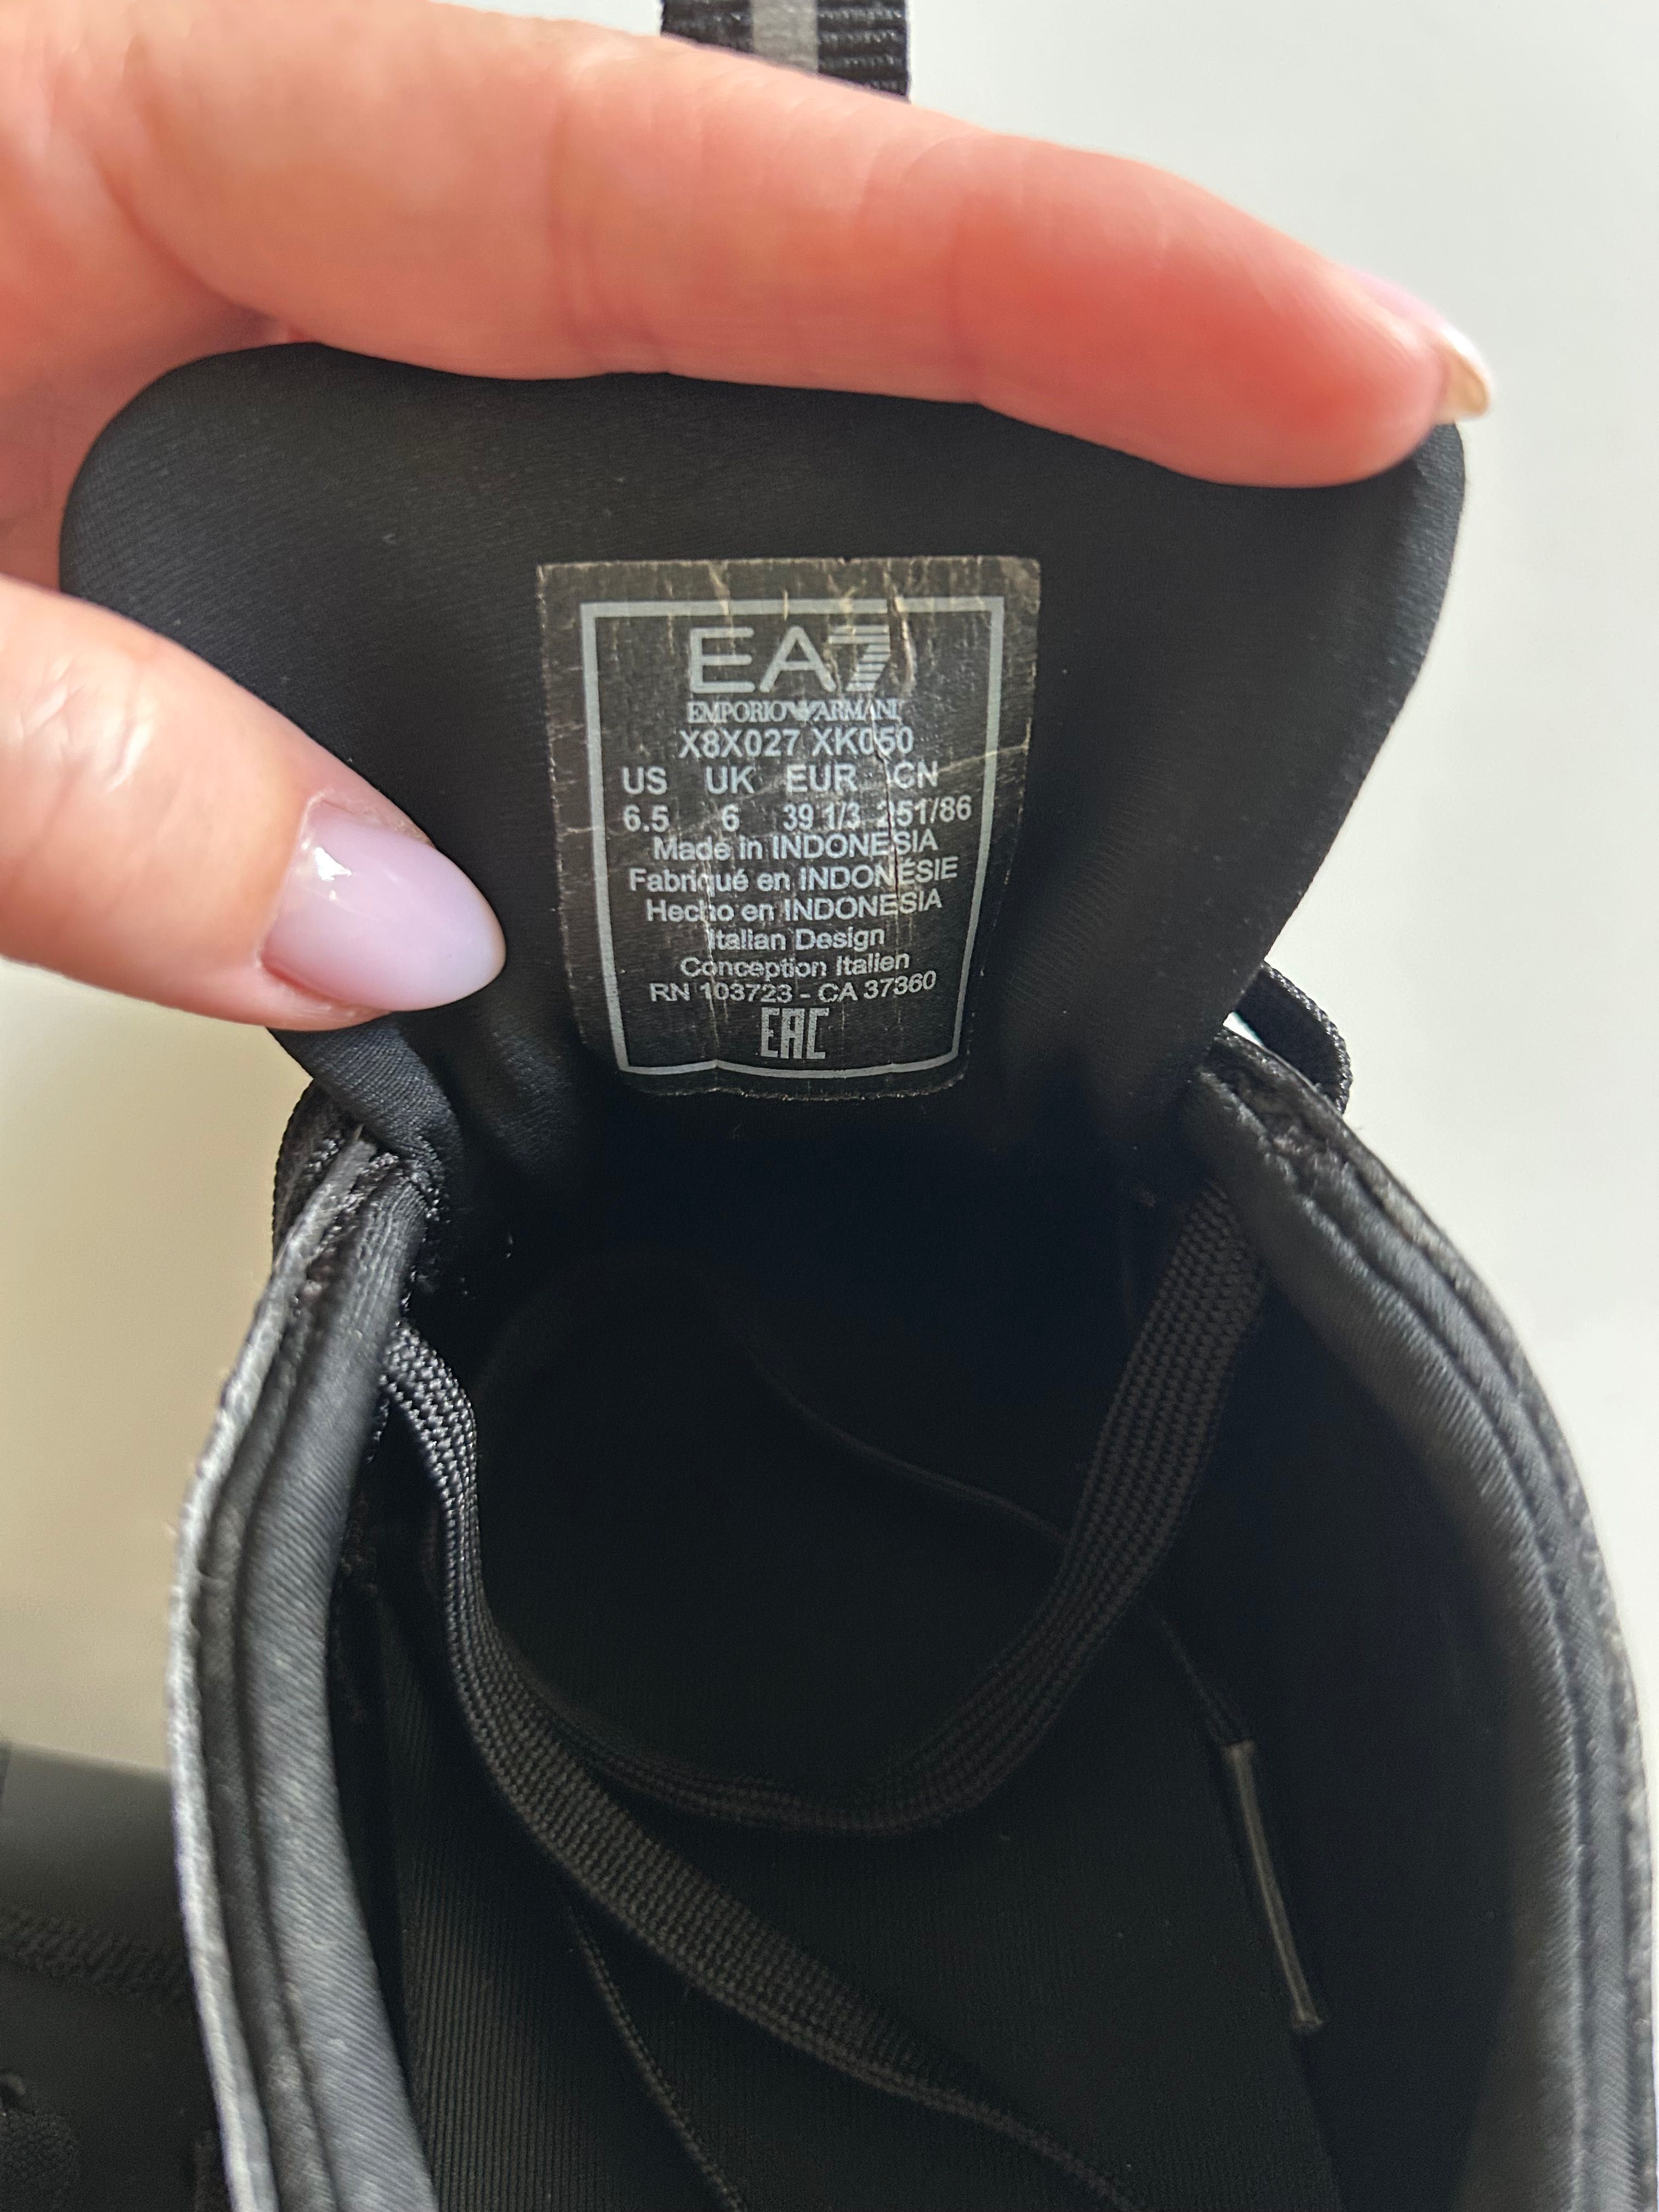 EA7
EMPORIO ARMANI
X8X027 XK050
US UK EUR CN
6.5 6 39 1/3 251/86
Made in INDONESIA
Fabriqué en INDONÉSIE
Hecho en INDONESIA
Italian Design
Conception Italien
RN 103723 - CA 37360
EAC